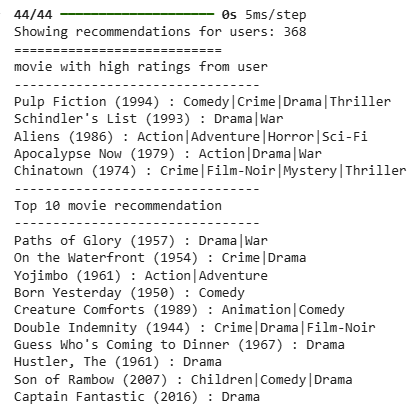 44/44 ━━━━━━━━━━━━━━━━━━━━ 0s 5ms/step
Showing recommendations for users: 368
===========================
movie with high ratings from user
--------------------------------
Pulp Fiction (1994) : Comedy|Crime|Drama|Thriller
Schindler's List (1993) : Drama|War
Aliens (1986) : Action|Adventure|Horror|Sci-Fi
Apocalypse Now (1979) : Action|Drama|War
Chinatown (1974) : Crime|Film-Noir|Mystery|Thriller
--------------------------------
Top 10 movie recommendation
--------------------------------
Paths of Glory (1957) : Drama|War
On the Waterfront (1954) : Crime|Drama
Yojimbo (1961) : Action|Adventure
Born Yesterday (1950) : Comedy
Creature Comforts (1989) : Animation|Comedy
Double Indemnity (1944) : Crime|Drama|Film-Noir
Guess Who's Coming to Dinner (1967) : Drama
Hustler, The (1961) : Drama
Son of Rambow (2007) : Children|Comedy|Drama
Captain Fantastic (2016) : Drama